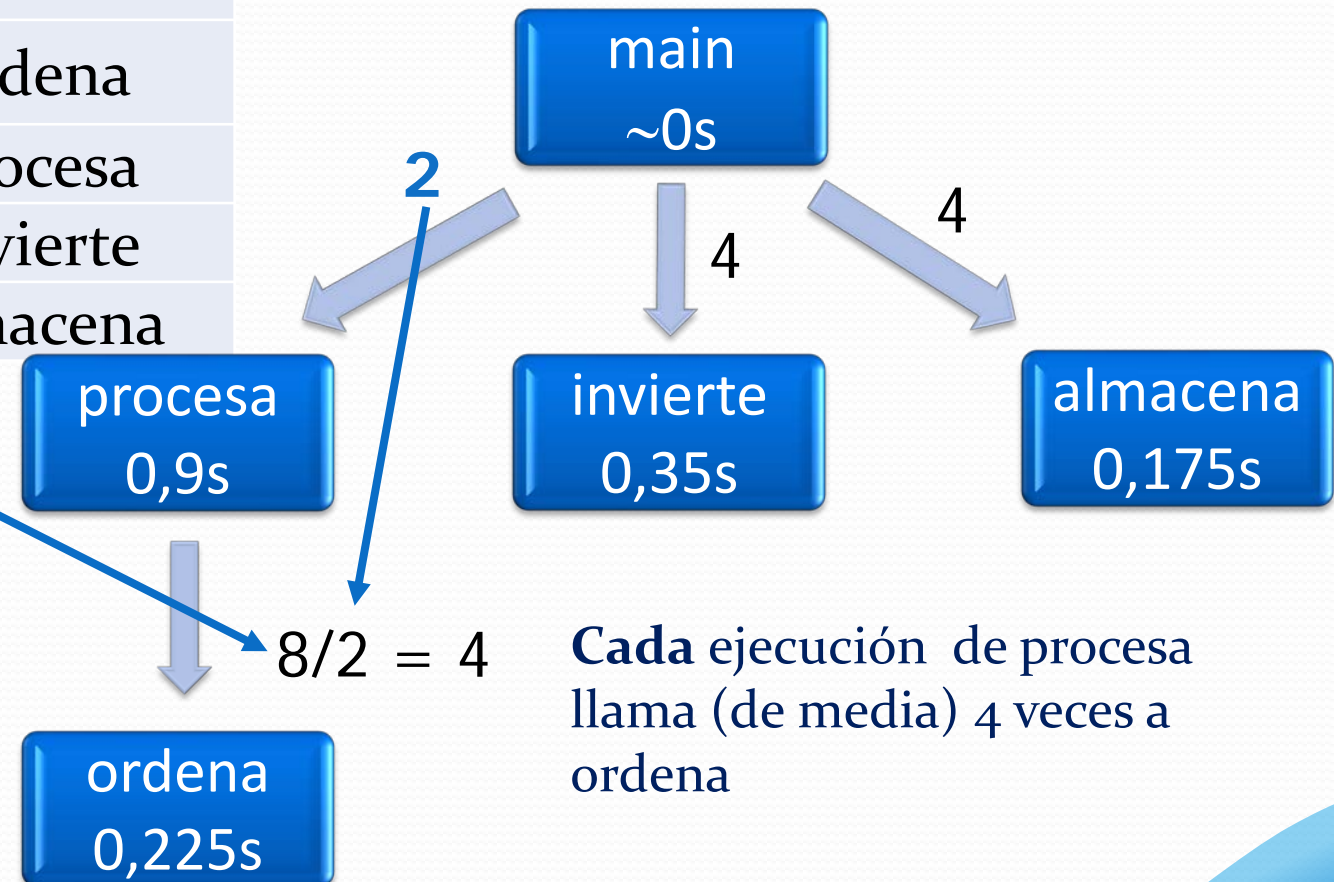 dena
ocesa
vierte
acena
main
~0s
2
4
4
procesa
0,9s
invierte
0,35s
almacena
0,175s
8/2 = 4
Cada ejecución de procesa
llama (de media) 4 veces a
ordena
ordena
0,225s